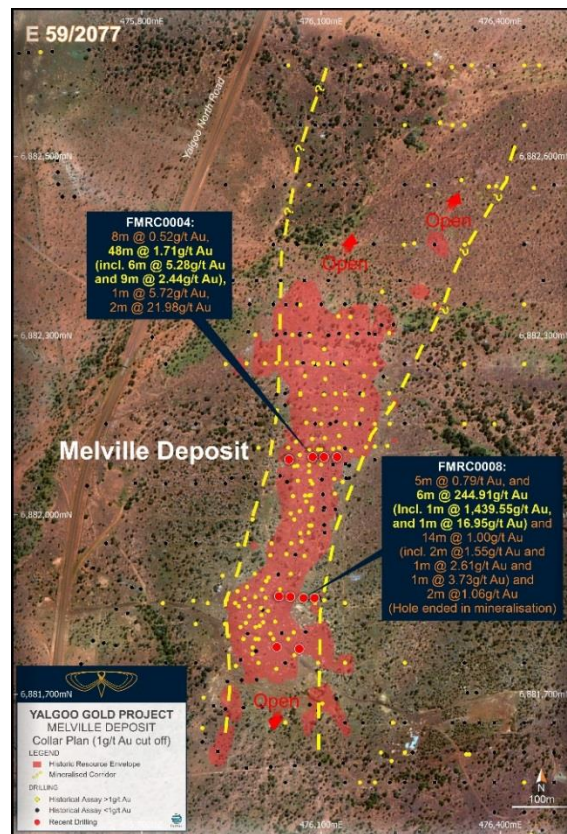 475,800mE
476,100mE
476,400mE
E 59/2077
Yalgoo North Road
6,882,500mN
6,882,600mN
?
?
?
?
Open
Open
FMRC0004:
8m @ 0.52g/t Au,
48m @ 1.71g/t Au
(incl. 6m @ 5.28g/t Au
and 9m @ 2.44g/t Au),
1m @ 5.72g/t Au,
2m @ 21.98g/t Au
6,882,300mN
6,882,300mN
Melville Deposit
FMRC0008:
5m @ 0.79/t Au, and
6m @ 244.91g/t Au
(Incl. 1m @ 1,439.55g/t Au,
and 1m @ 16.95g/t Au) and
14m @ 1.00g/t Au
(incl. 2m @1.55g/t Au and
1m @ 2.61g/t Au and
1m @ 3.73g/t Au) and
2m @1.06g/t Au
(Hole ended in mineralisation)
6,882,000mN
6,881,700mN
6,881,700mN
Open
YALGOO GOLD PROJECT
MELVILLE DEPOSIT
Collar Plan (1g/t Au cut off)
LEGEND
Historic Resource Envelope
Mineralised Corridor
DRILLING
Historical Assay >1g/t Au
Historical Assay <1g/t Au
Recent Drilling
476,100mE
476,400mE
N
100m